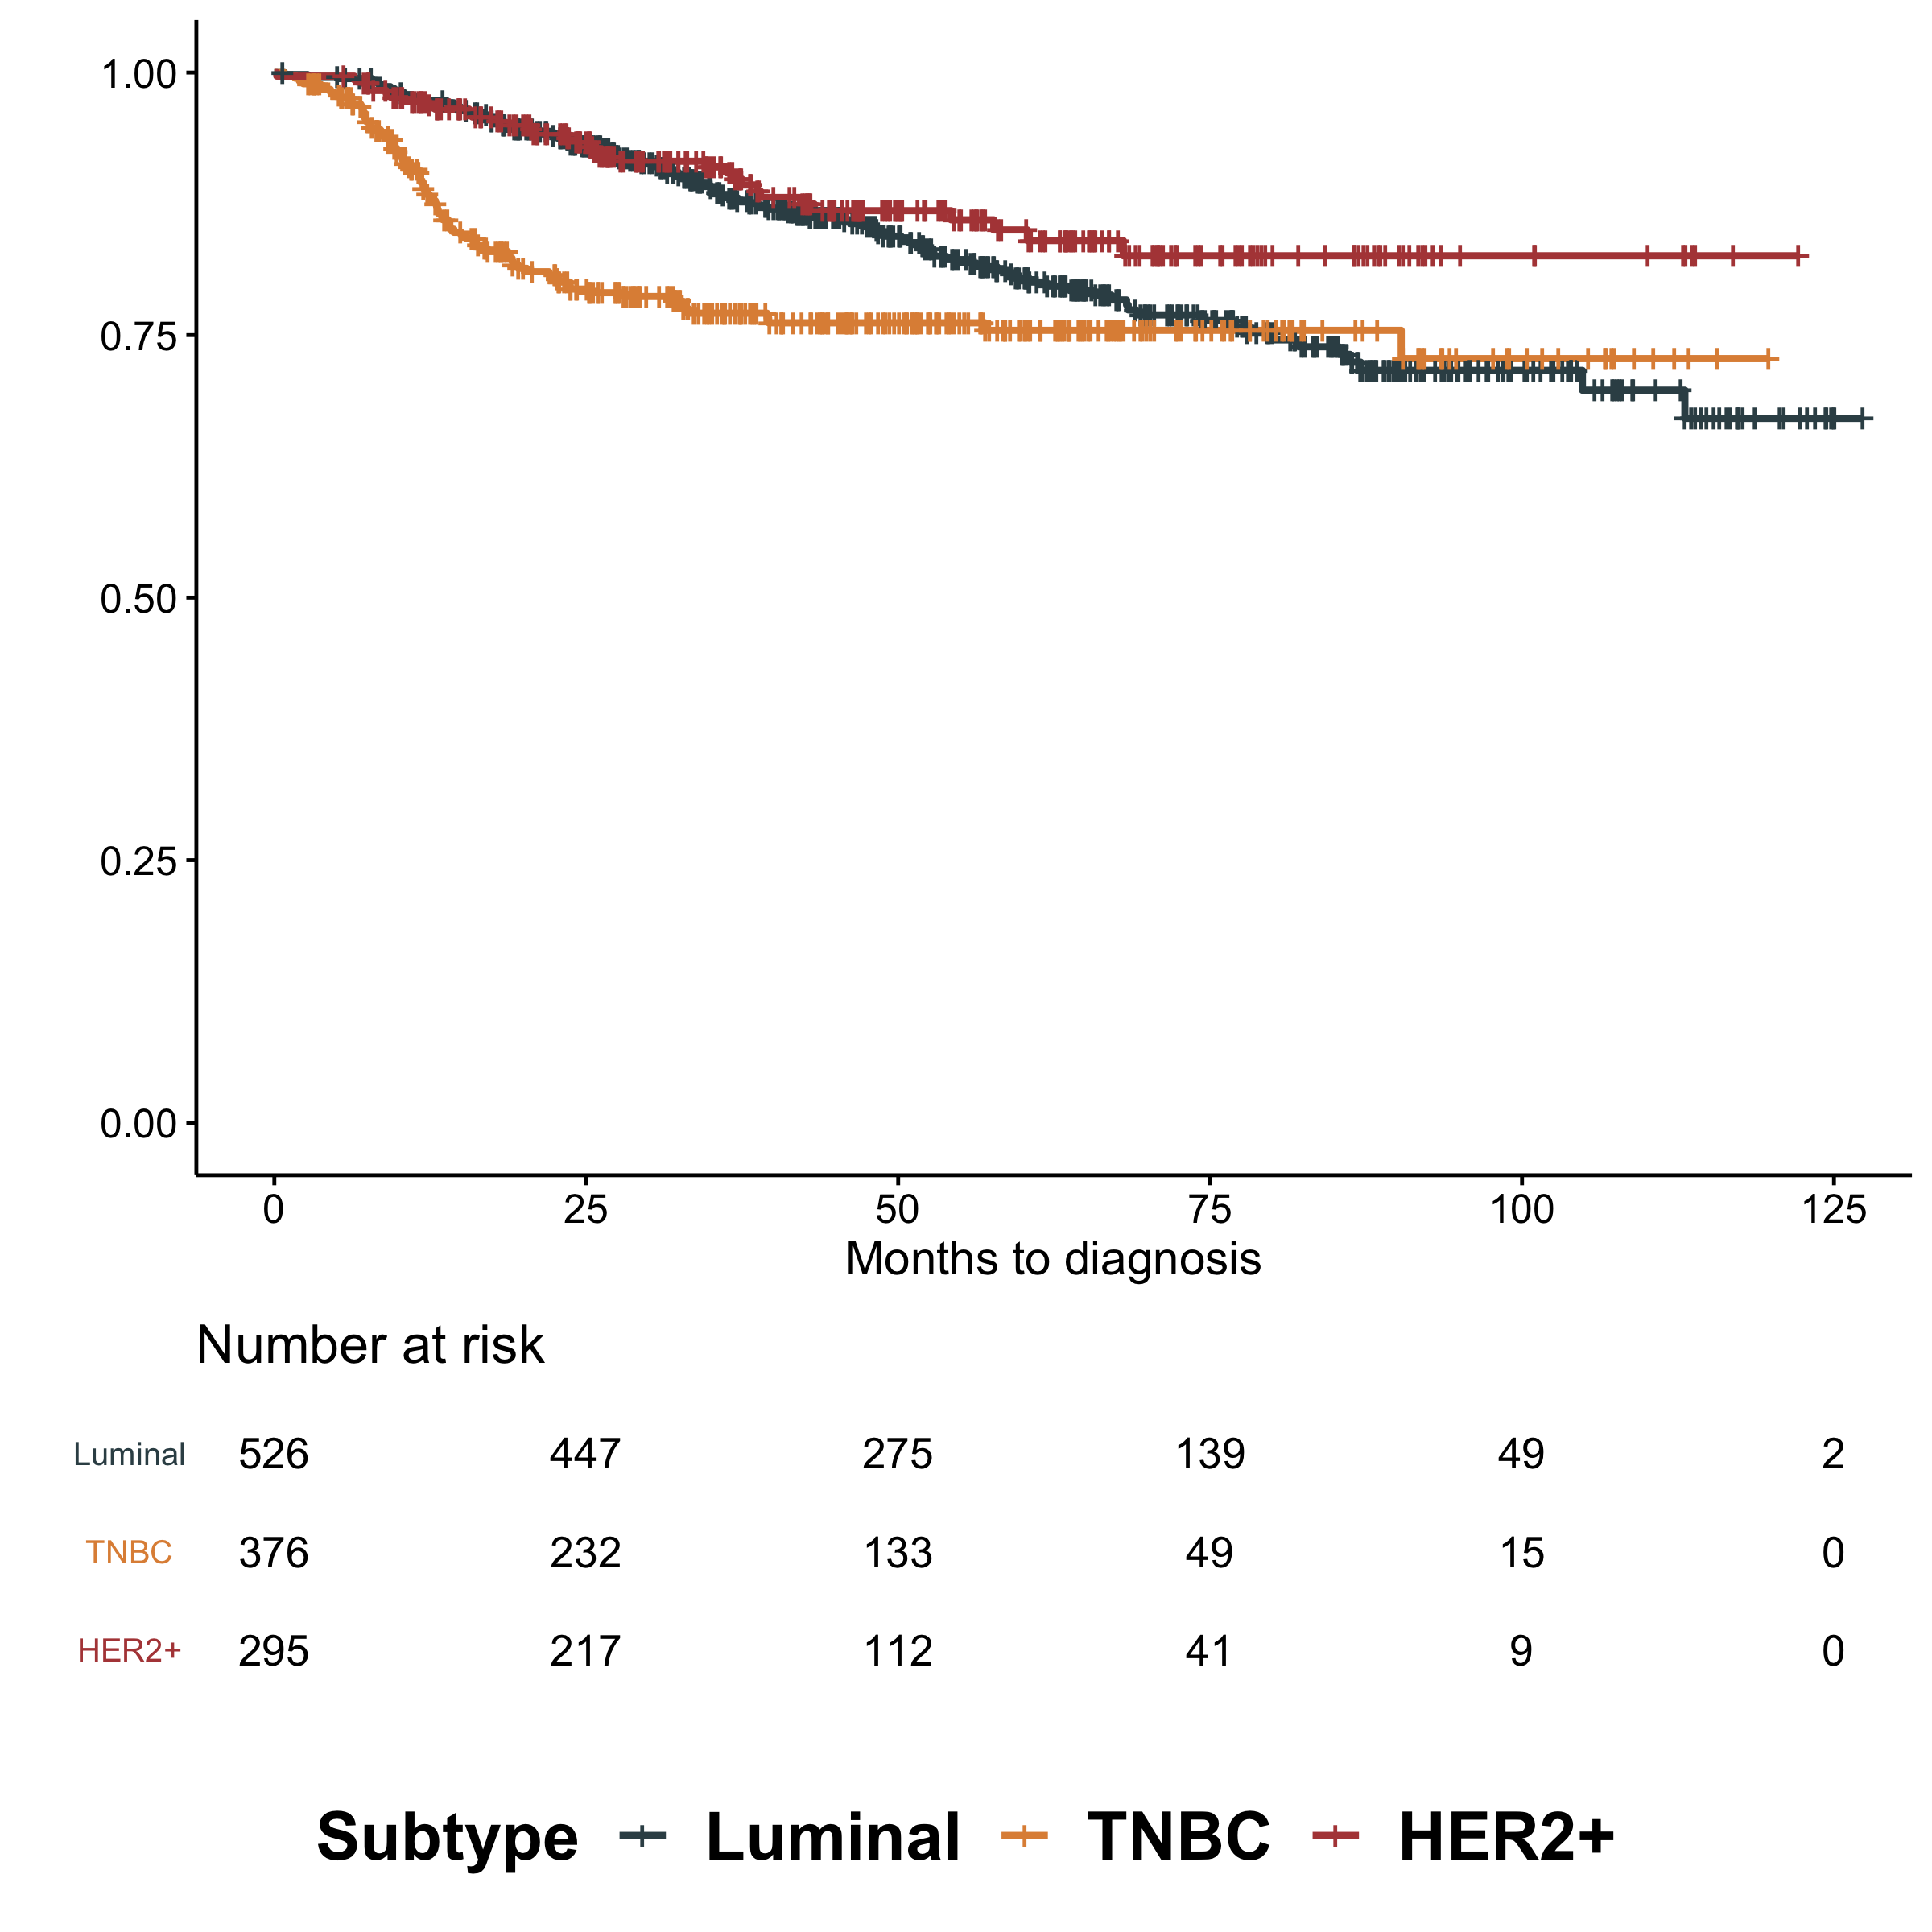 1.00
0.75
0.50
0.25
0.00
0 25 50 75 100 125
Months to diagnosis
Number at risk
Luminal 526 447 275 139 49 2
TNBC 376 232 133 49 15 0
HER2+ 295 217 112 41 9 0
Subtype Luminal TNBC HER2+